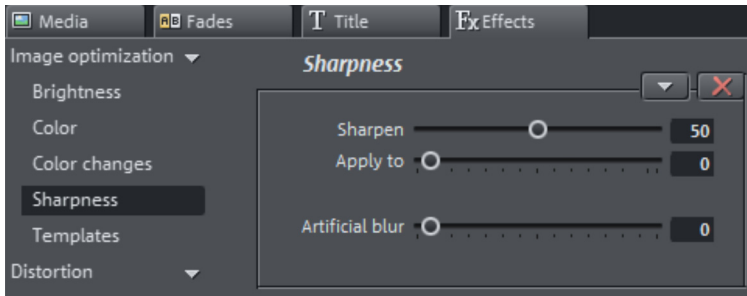 Media Fades Title Effects
Image optimization
Brightness
Color
Color changes
Sharpness
Templates
Distortion
Sharpness
Sharpen 50
Apply to 0
Artificial blur 0